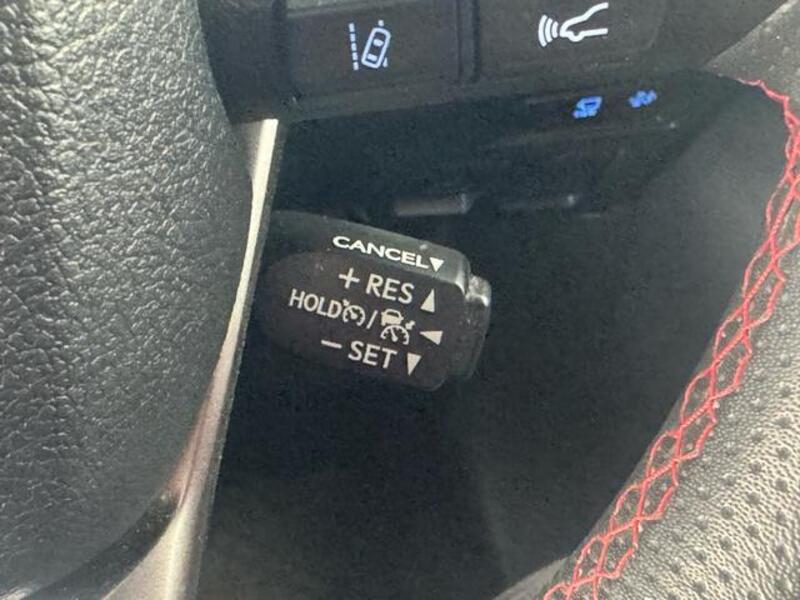 CANCEL▼
+ RES ▲
HOLD / ◄
− SET ▼